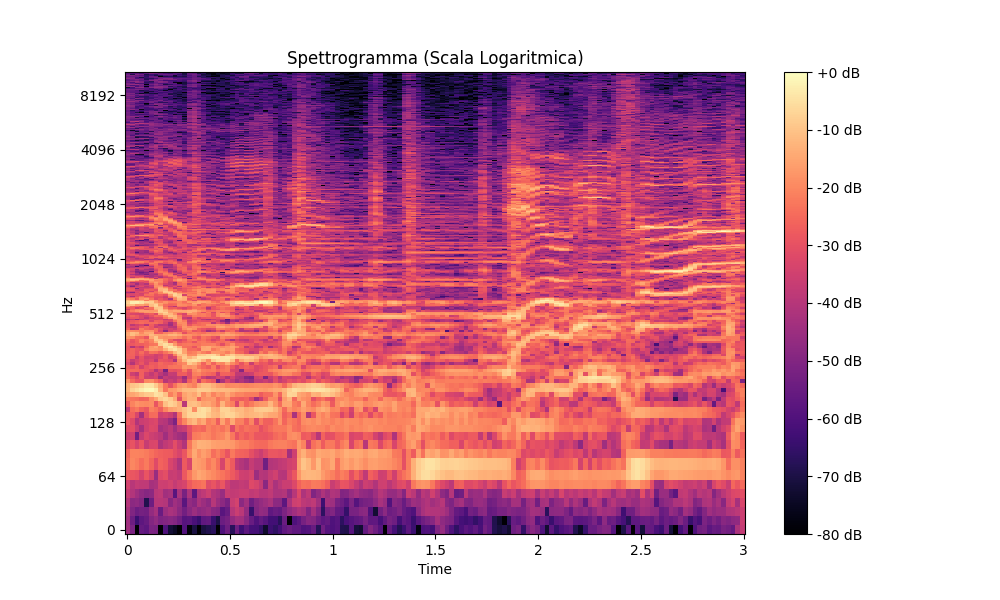 Spettrogramma (Scala Logaritmica)
Hz
8192
4096
2048
1024
512
256
128
64
0
0
0.5
1
1.5
2
2.5
3
Time
+0 dB
-10 dB
-20 dB
-30 dB
-40 dB
-50 dB
-60 dB
-70 dB
-80 dB